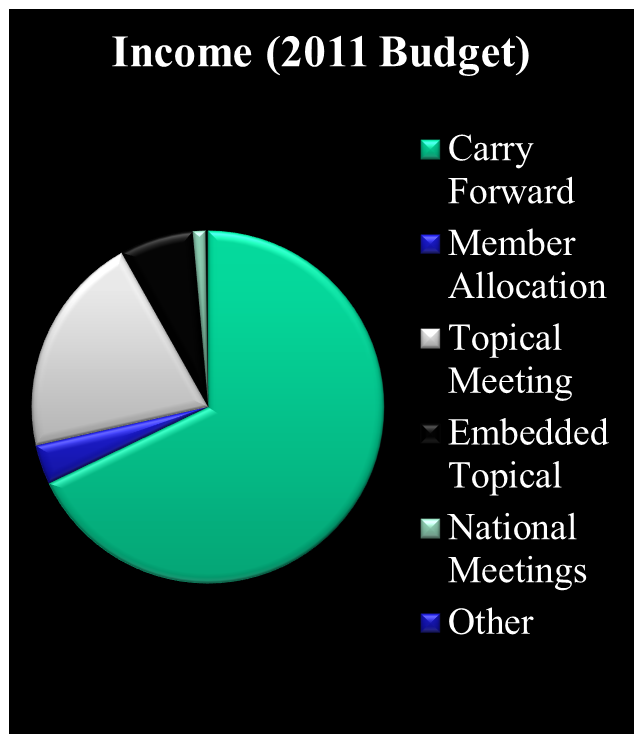 Income (2011 Budget)
Carry
Forward
Member
Allocation
Topical
Meeting
Embedded
Topical
National
Meetings
Other